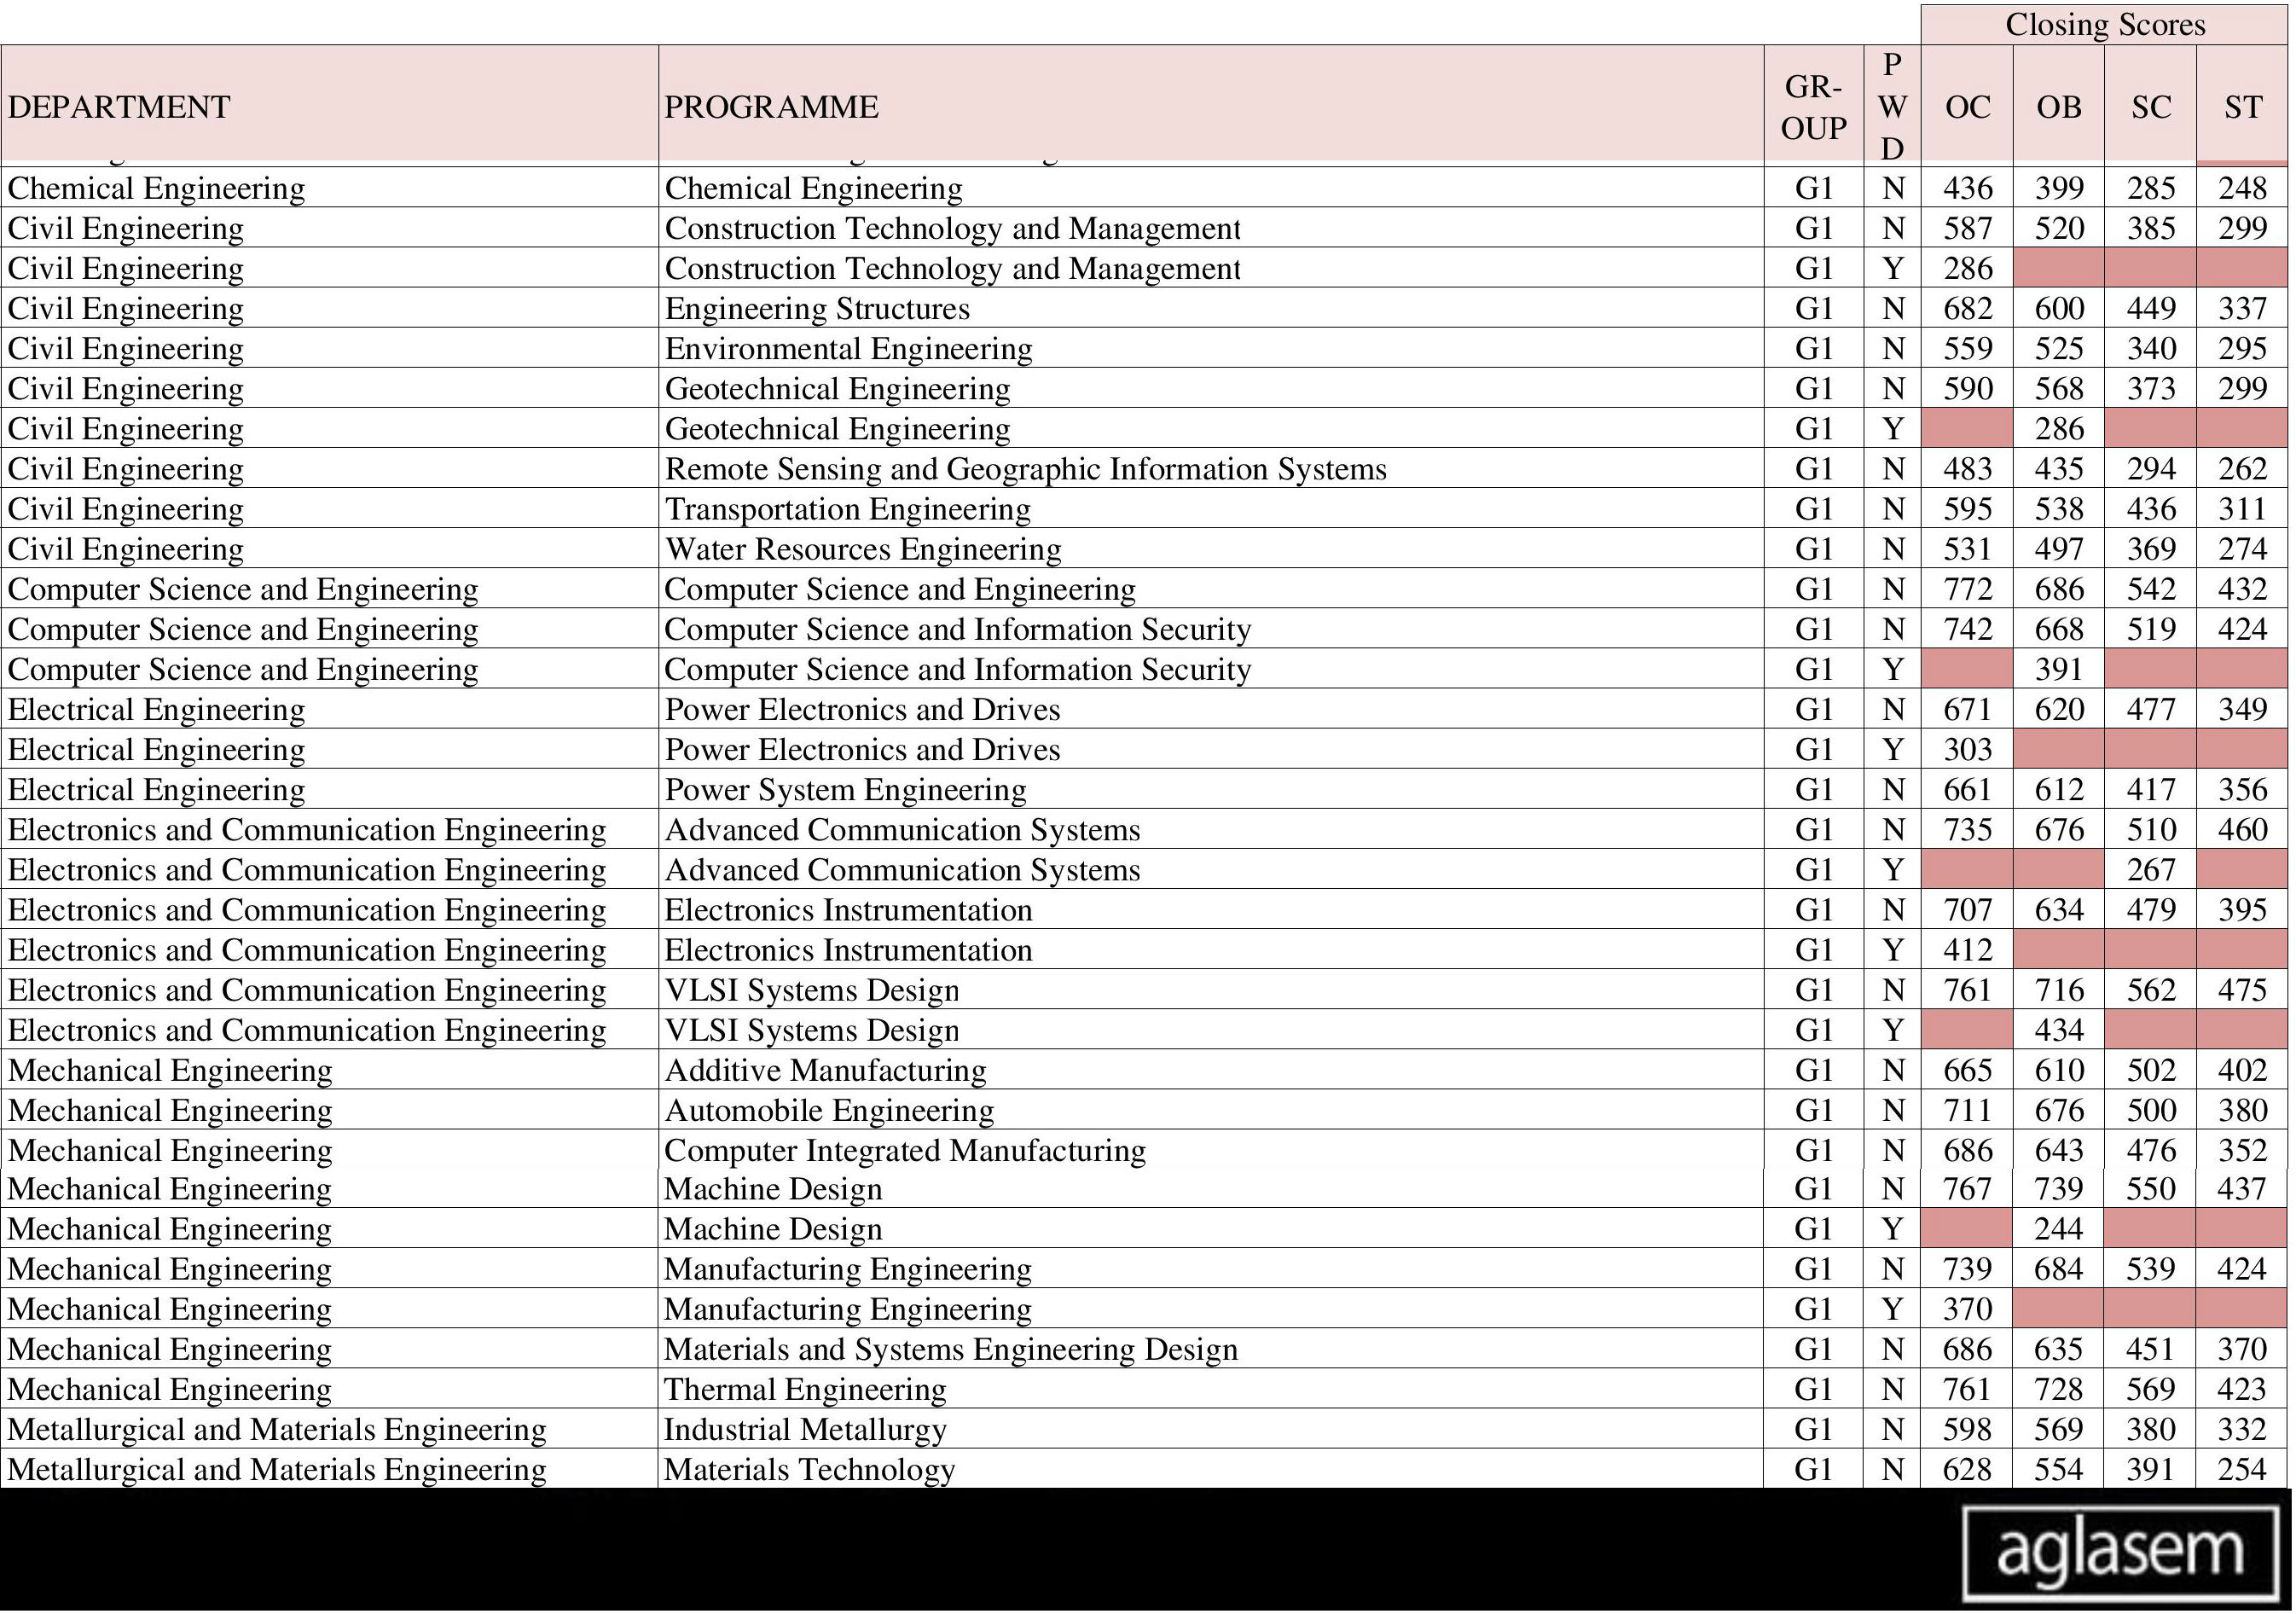 Closing Scores
DEPARTMENT PROGRAMME GR-OUP PWD OC OB SC ST
Chemical Engineering Chemical Engineering G1 N 436 399 285 248
Civil Engineering Construction Technology and Management G1 N 587 520 385 299
Civil Engineering Construction Technology and Management G1 Y 286
Civil Engineering Engineering Structures G1 N 682 600 449 337
Civil Engineering Environmental Engineering G1 N 559 525 340 295
Civil Engineering Geotechnical Engineering G1 N 590 568 373 299
Civil Engineering Geotechnical Engineering G1 Y 286
Civil Engineering Remote Sensing and Geographic Information Systems G1 N 483 435 294 262
Civil Engineering Transportation Engineering G1 N 595 538 436 311
Civil Engineering Water Resources Engineering G1 N 531 497 369 274
Computer Science and Engineering Computer Science and Engineering G1 N 772 686 542 432
Computer Science and Engineering Computer Science and Information Security G1 N 742 668 519 424
Computer Science and Engineering Computer Science and Information Security G1 Y 391
Electrical Engineering Power Electronics and Drives G1 N 671 620 477 349
Electrical Engineering Power Electronics and Drives G1 Y 303
Electrical Engineering Power System Engineering G1 N 661 612 417 356
Electronics and Communication Engineering Advanced Communication Systems G1 N 735 676 510 460
Electronics and Communication Engineering Advanced Communication Systems G1 Y 267
Electronics and Communication Engineering Electronics Instrumentation G1 N 707 634 479 395
Electronics and Communication Engineering Electronics Instrumentation G1 Y 412
Electronics and Communication Engineering VLSI Systems Design G1 N 761 716 562 475
Electronics and Communication Engineering VLSI Systems Design G1 Y 434
Mechanical Engineering Additive Manufacturing G1 N 665 610 502 402
Mechanical Engineering Automobile Engineering G1 N 711 676 500 380
Mechanical Engineering Computer Integrated Manufacturing G1 N 686 643 476 352
Mechanical Engineering Machine Design G1 N 767 739 550 437
Mechanical Engineering Machine Design G1 Y 244
Mechanical Engineering Manufacturing Engineering G1 N 739 684 539 424
Mechanical Engineering Manufacturing Engineering G1 Y 370
Mechanical Engineering Materials and Systems Engineering Design G1 N 686 635 451 370
Mechanical Engineering Thermal Engineering G1 N 761 728 569 423
Metallurgical and Materials Engineering Industrial Metallurgy G1 N 598 569 380 332
Metallurgical and Materials Engineering Materials Technology G1 N 628 554 391 254
aglasem